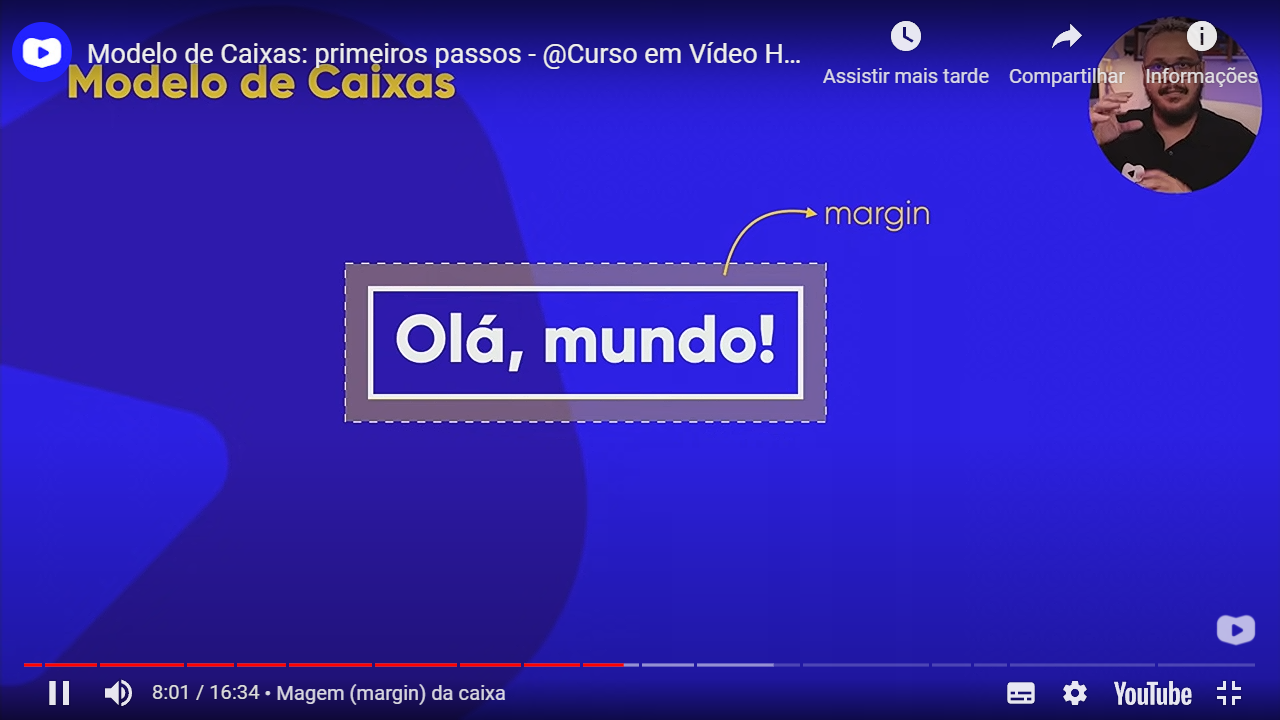 Modelo de Caixas: primeiros passos - @Curso em Vídeo H...
Assistir mais tarde
Compartilhar
Informações
Modelo de Caixas
margin
Olá, mundo!
8:01 / 16:34 • Magem (margin) da caixa
YouTube